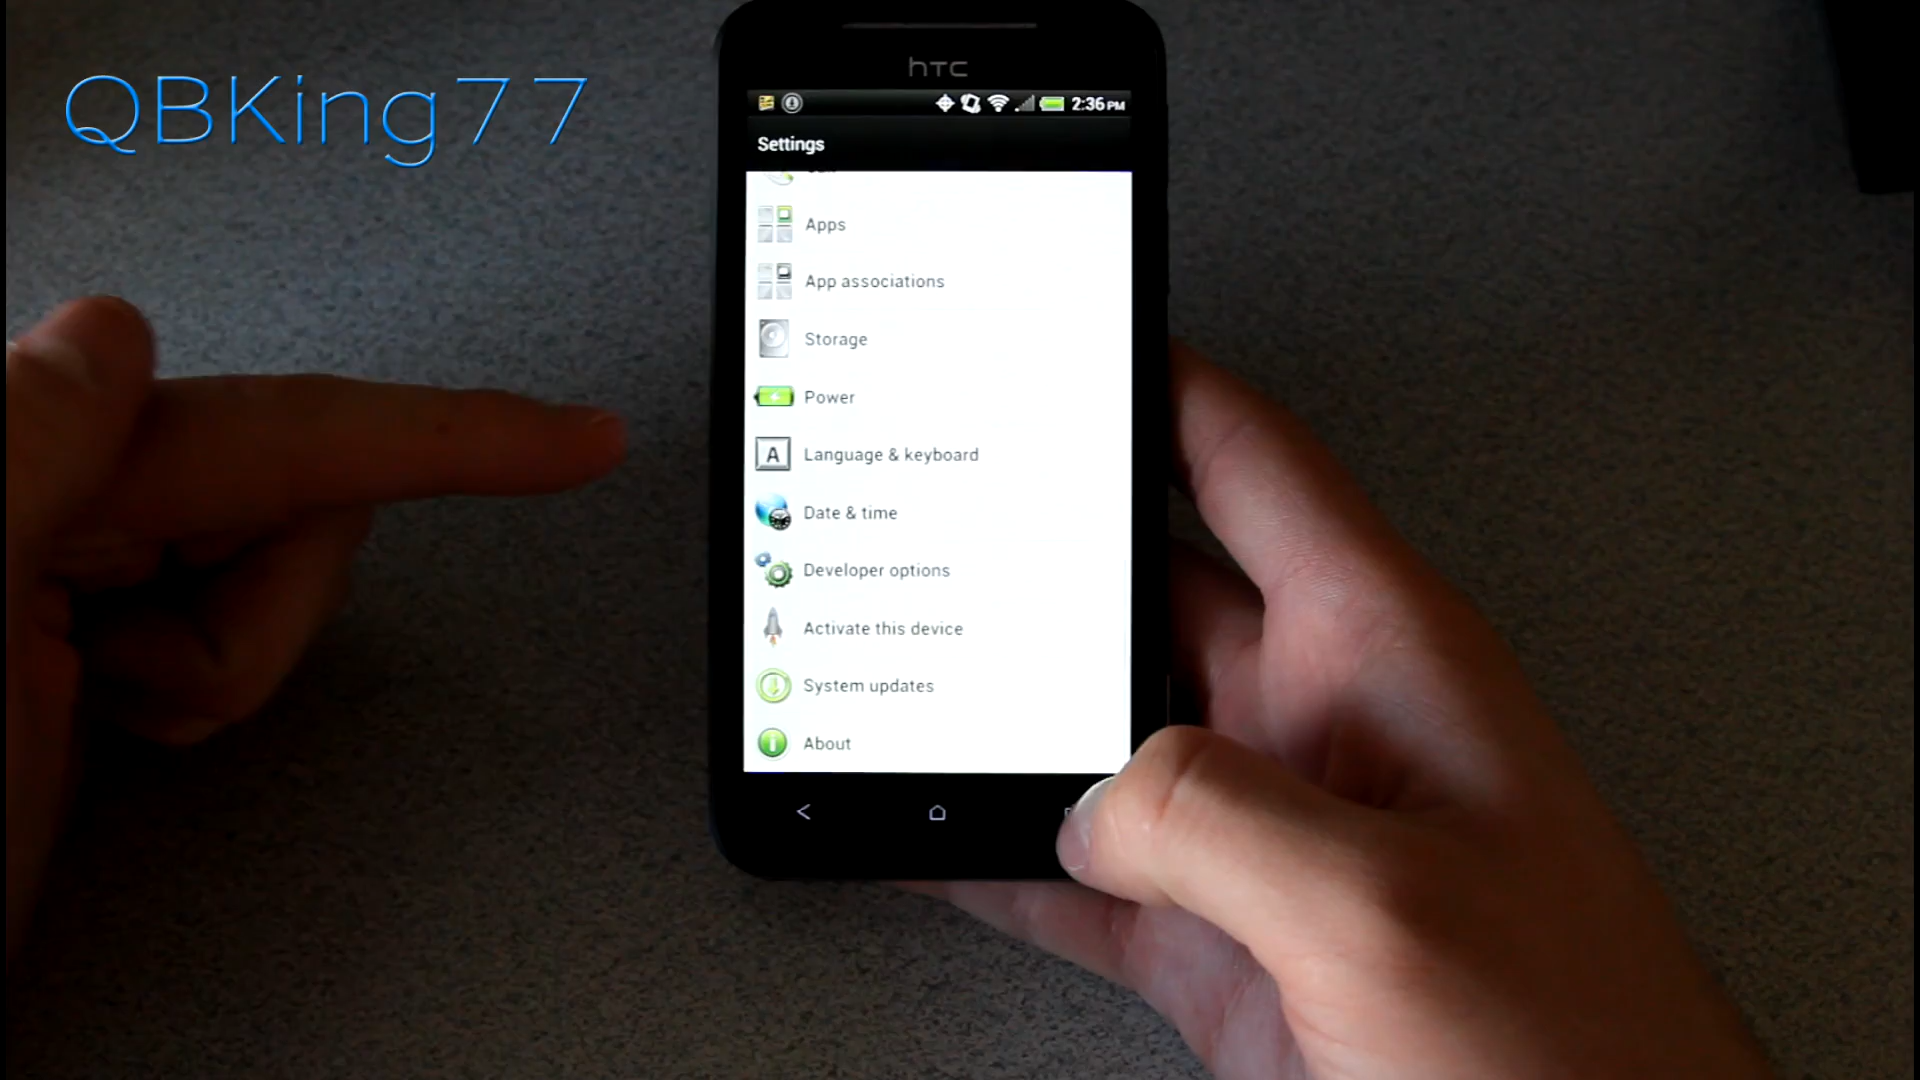 QBKing77
hTC
2:36 PM
Settings
Apps
App associations
Storage
Power
A Language & keyboard
Date & time
Developer options
Activate this device
System updates
About